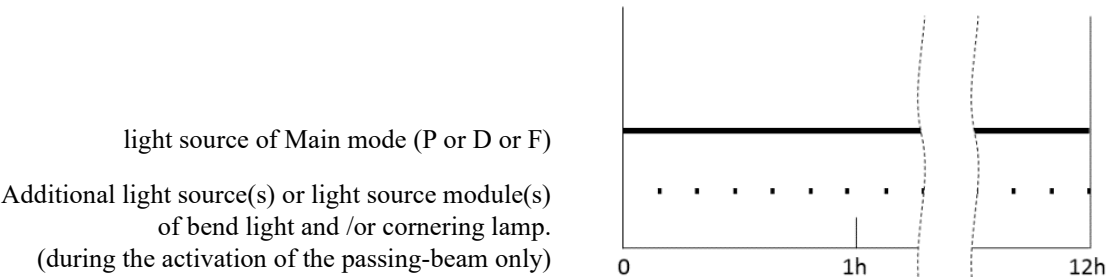 light source of Main mode (P or D or F)
Additional light source(s) or light source module(s)
of bend light and /or cornering lamp.
(during the activation of the passing-beam only)
0 1h 12h